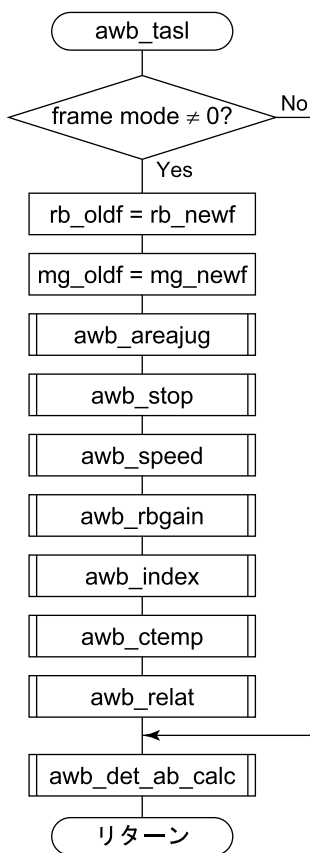 awb_tasl
frame mode ≠ 0?
No
Yes
rb_oldf = rb_newf
mg_oldf = mg_newf
awb_areajug
awb_stop
awb_speed
awb_rbgain
awb_index
awb_ctemp
awb_relat
awb_det_ab_calc
リターン